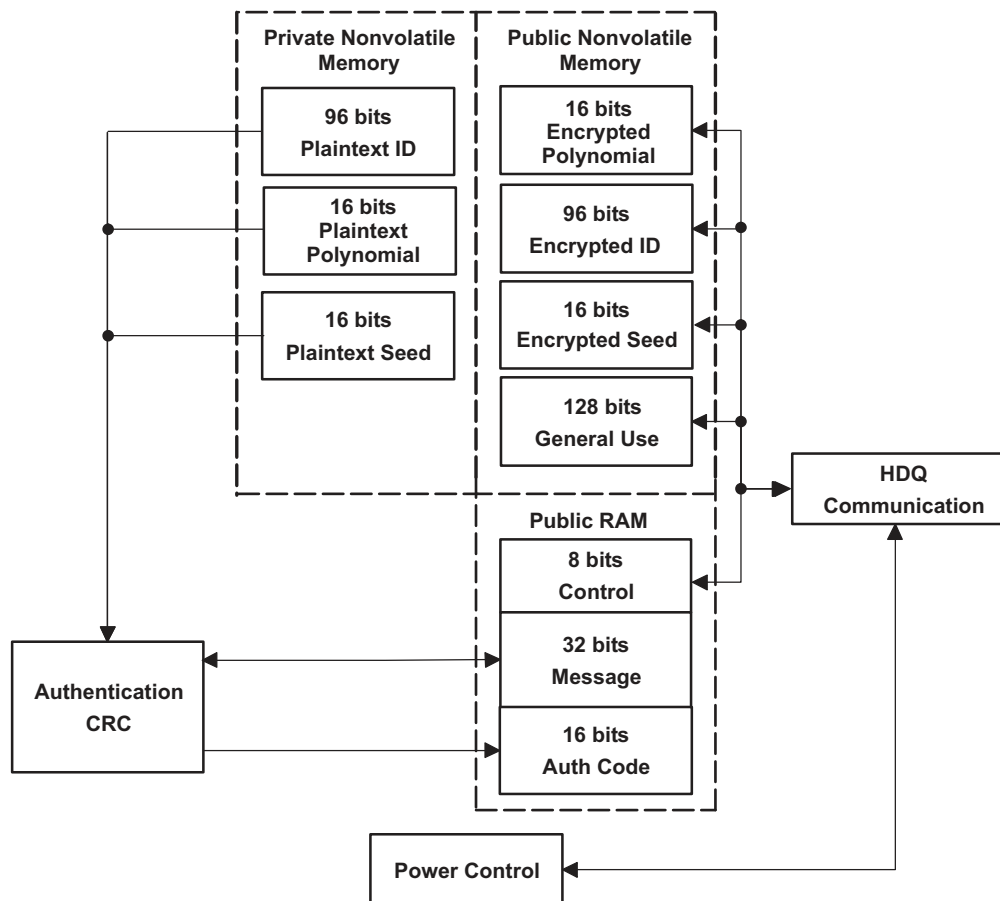 Private Nonvolatile
Memory
96 bits
Plaintext ID
16 bits
Plaintext
Polynomial
16 bits
Plaintext Seed
Public Nonvolatile
Memory
16 bits
Encrypted
Polynomial
96 bits
Encrypted ID
16 bits
Encrypted Seed
128 bits
General Use
HDQ
Communication
Public RAM
8 bits
Control
32 bits
Message
16 bits
Auth Code
Authentication
CRC
Power Control